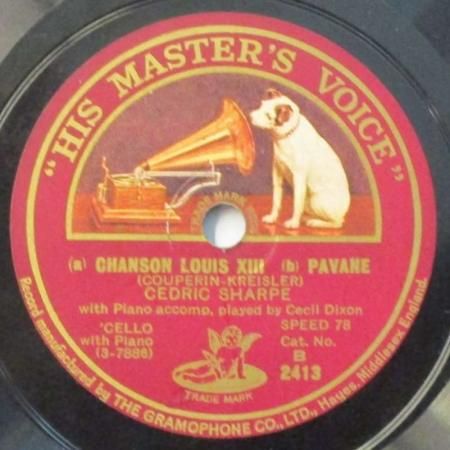 "HIS MASTER'S VOICE"
TRADE MARK
(a) CHANSON LOUIS XIII (b) PAVANE
(COUPERIN-KREISLER)
CEDRIC SHARPE
with Piano accomp, played by Cecil Dixon
'CELLO
with Piano
(3-7886)
SPEED 78
Cat. No.
B
2413
TRADE MARK
Record manufactured by THE GRAMOPHONE CO., LTD., Hayes, Middlesex, England.